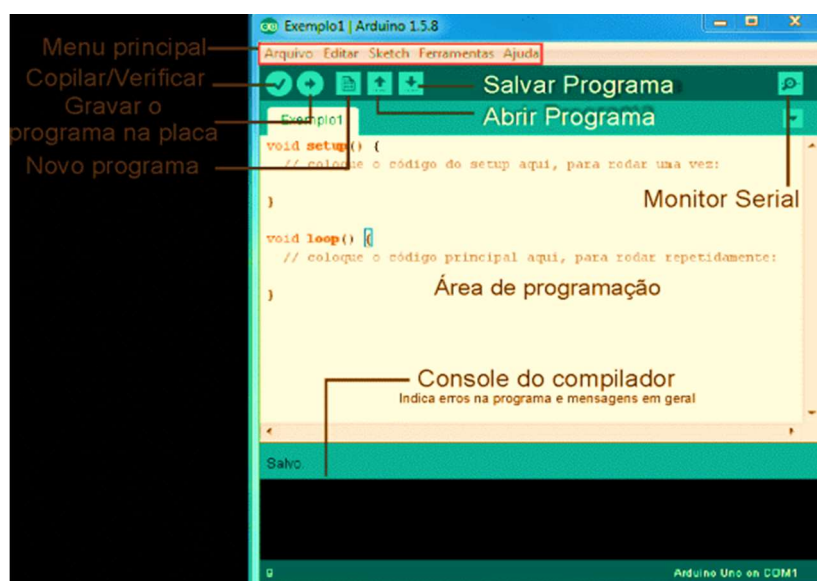 Exemplo1 | Arduino 1.5.8
Menu principal
Arquivo Editar Sketch Ferramentas Ajuda
Copilar/Verificar
Salvar Programa
Gravar o
programa na placa
Abrir Programa
Exemplo1
Novo programa
void setup() {
// coloque o código do setup aqui, para rodar uma vez:
}
Monitor Serial
void loop() {
// coloque o código principal aqui, para rodar repetidamente:
Área de programação
}
Console do compilador
Indica erros na programa e mensagens em geral
Salvo.
9
Arduino Uno on COM1